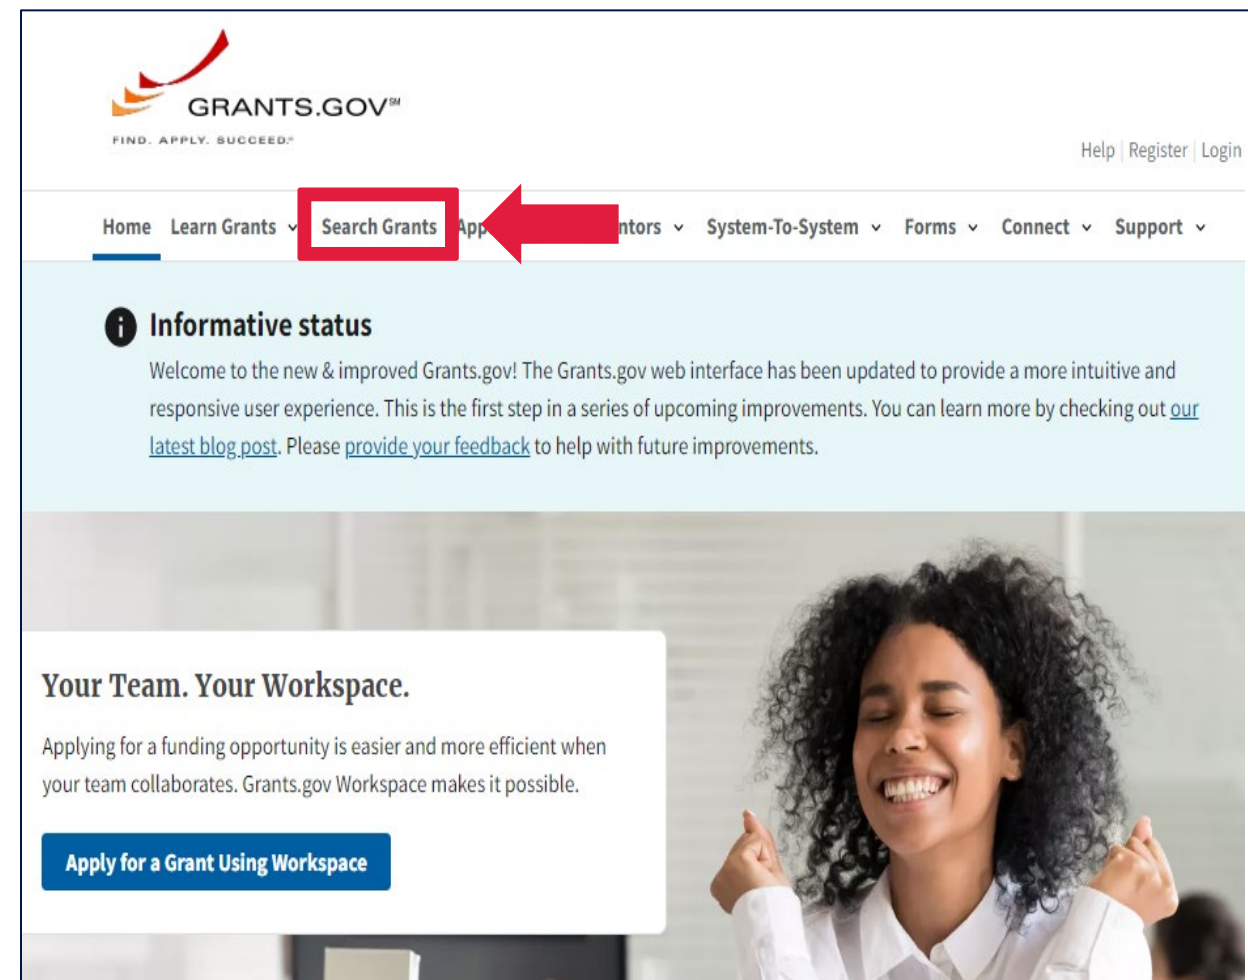 GRANTS.GOV℠
FIND. APPLY. SUCCEED.℠
Help | Register | Login
Home Learn Grants Search Grants System-To-System Forms Connect Support
Informative status
Welcome to the new & improved Grants.gov! The Grants.gov web interface has been updated to provide a more intuitive and
responsive user experience. This is the first step in a series of upcoming improvements. You can learn more by checking out our
latest blog post. Please provide your feedback to help with future improvements.
Your Team. Your Workspace.
Applying for a funding opportunity is easier and more efficient when
your team collaborates. Grants.gov Workspace makes it possible.
Apply for a Grant Using Workspace